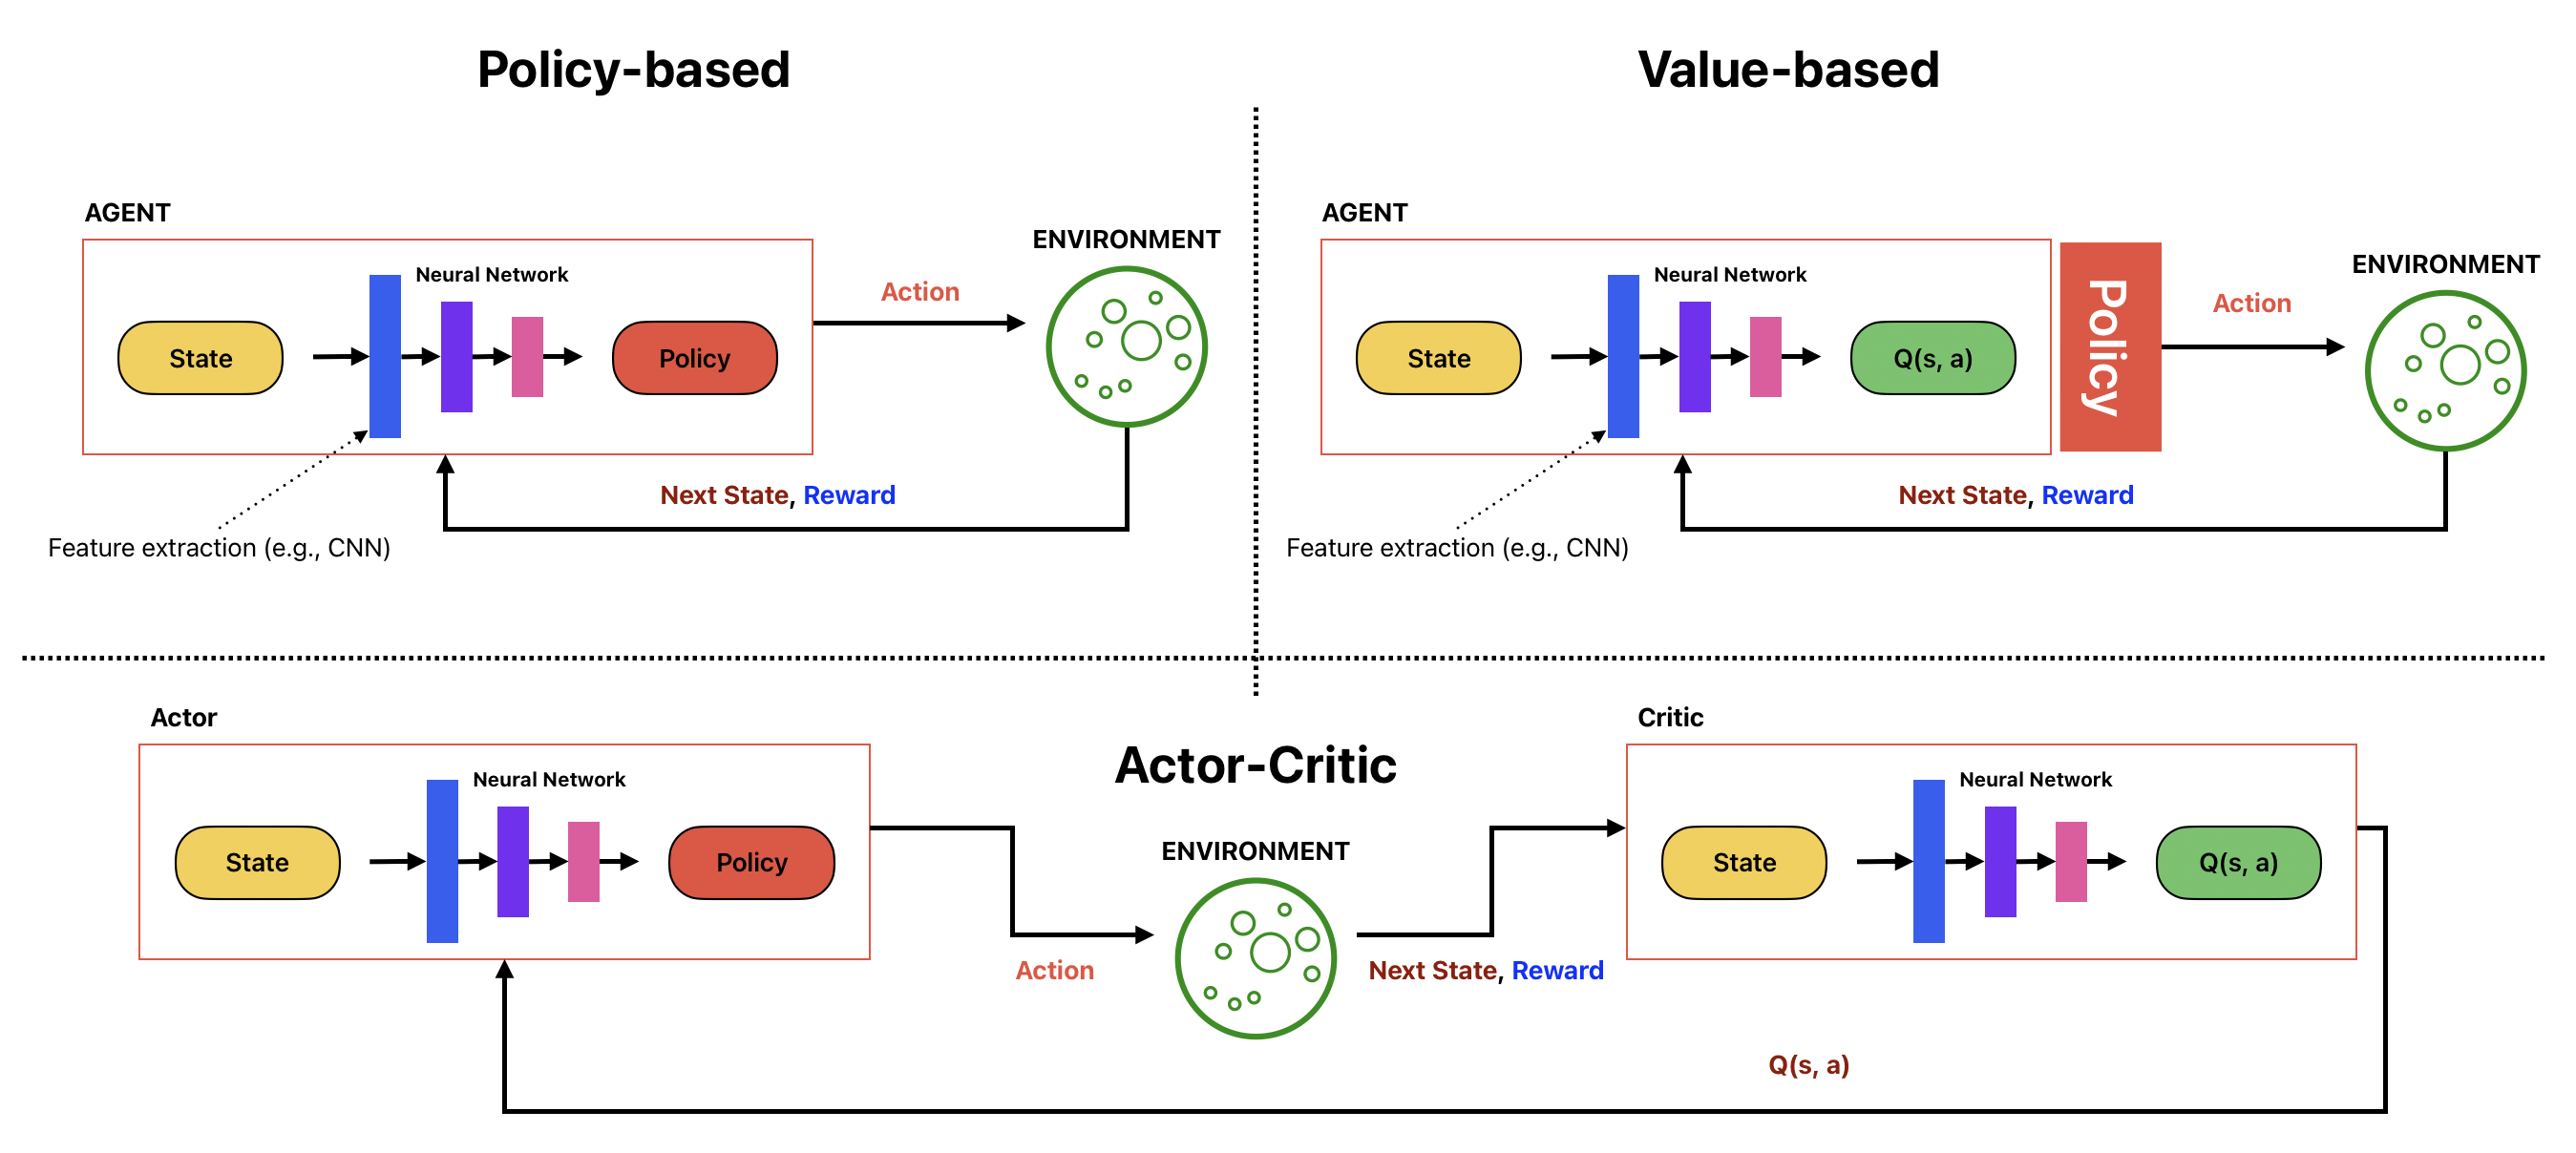 Policy-based
AGENT
Neural Network
State
Policy
Action
ENVIRONMENT
Next State, Reward
Feature extraction (e.g., CNN)
Value-based
AGENT
Neural Network
State
Q(s, a)
Policy
Action
ENVIRONMENT
Next State, Reward
Feature extraction (e.g., CNN)
Actor-Critic
Actor
Neural Network
State
Policy
Action
ENVIRONMENT
Next State, Reward
Critic
Neural Network
State
Q(s, a)
Q(s, a)